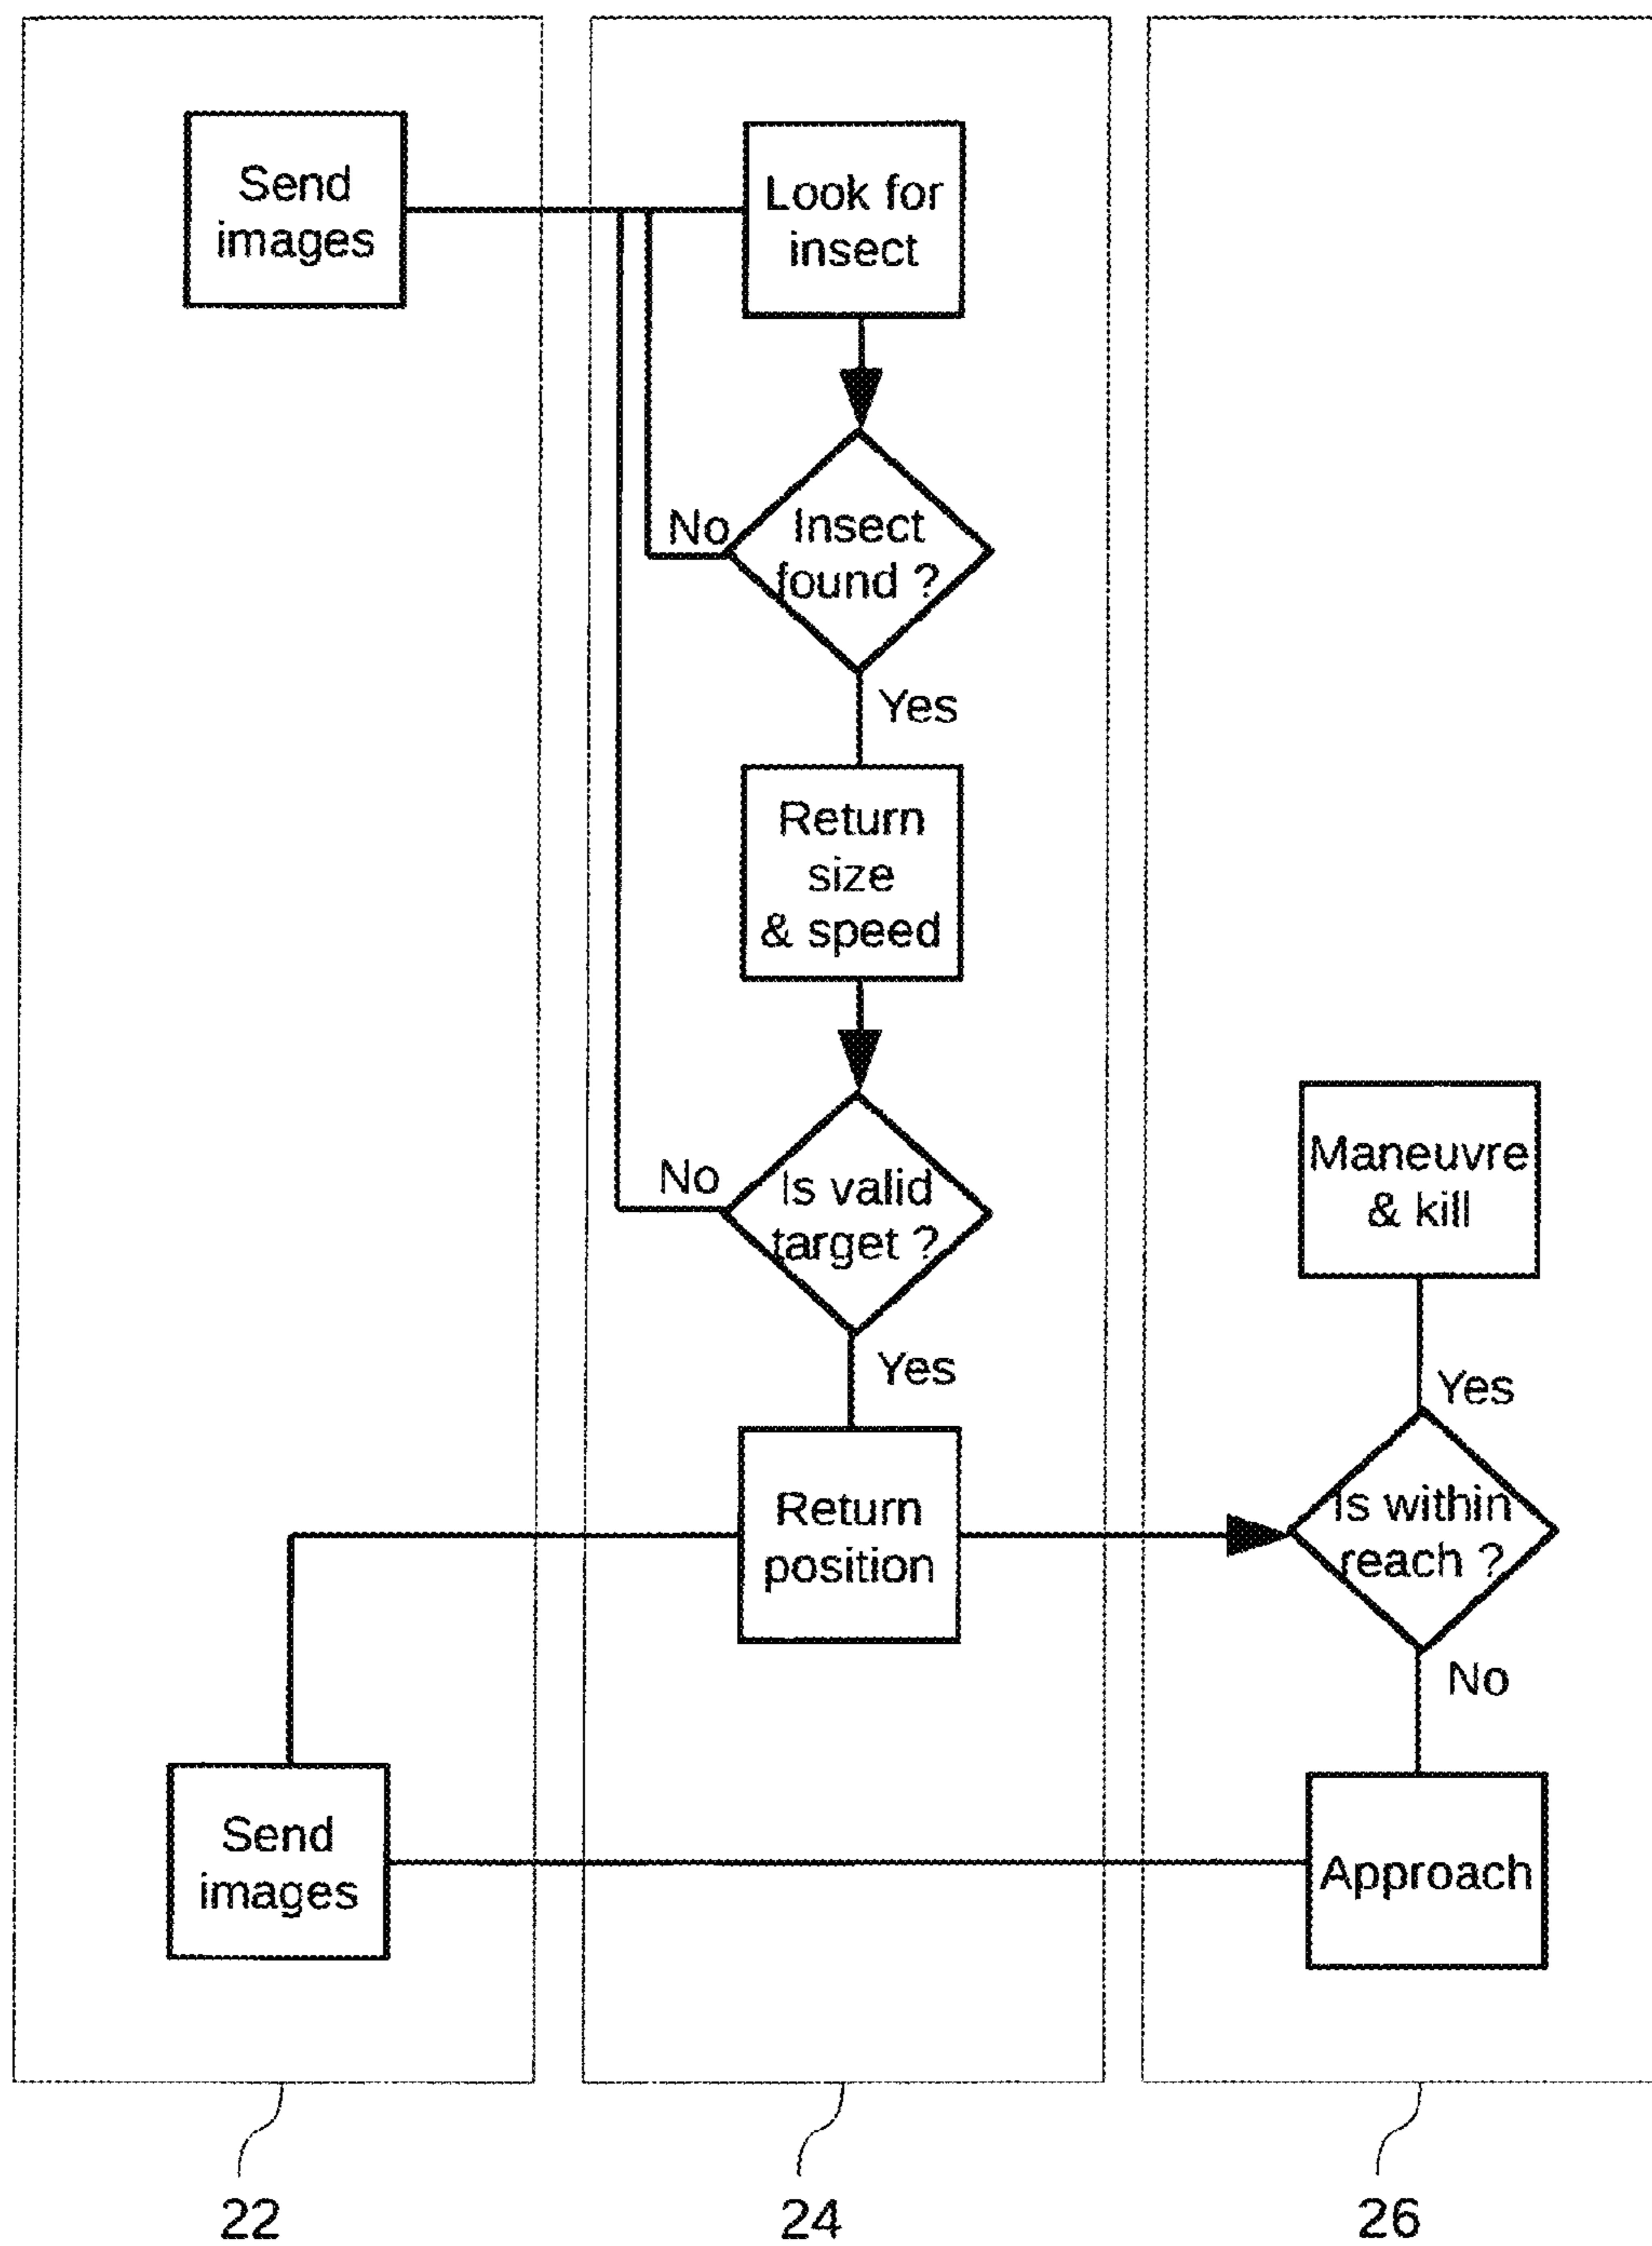 Send
images
Look for
insect
No
Insect
found ?
Yes
Return
size
& speed
No
Is valid
target ?
Yes
Maneuvre
& kill
Yes
Return
position
Is within
reach ?
No
Send
images
Approach
22
24
26